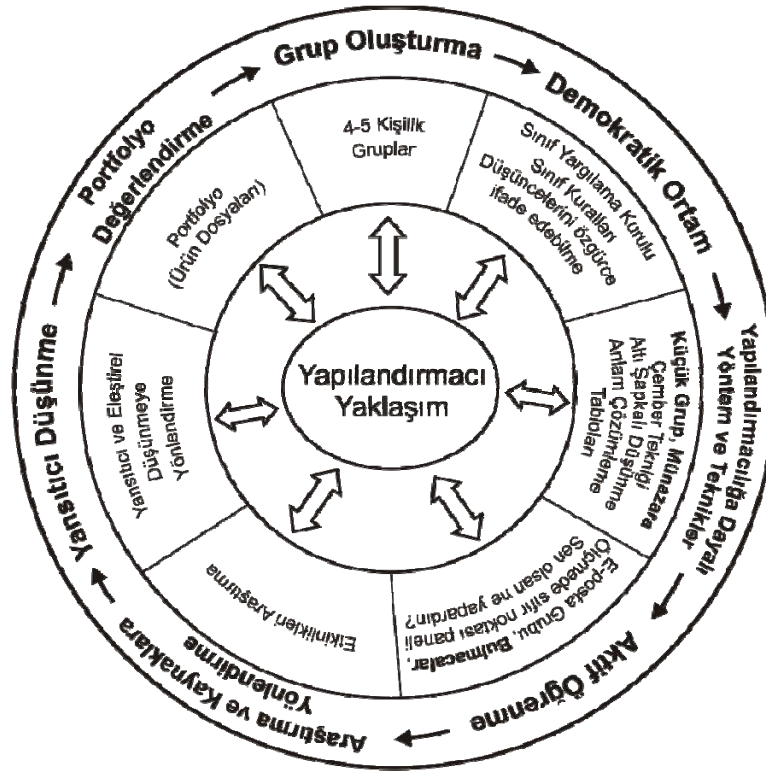 Grup Oluşturma
Demokratik Ortam
Yapılandırmacılığa Dayalı
Yöntem ve Teknikler
Aktif Öğrenme
Araştırma ve Kaynaklara
Yönlendirme
Yansıtıcı Düşünme
Portfolyo
Değerlendirme
4-5 Kişilik
Gruplar
Sınıf Yargılama Kurulu
Sınıf Kuralları
Düşüncelerini özgürce
ifade edebilme
Küçük Grup, Münazara
Çember Tekniği
Altı Şapkalı Düşünme
Anlam Çözümleme
Tabloları
E-posta Grubu, Bulmacalar,
Ölçmede sıfır noktası paneli
Sen olsan ne yapardın?
Etkinlikleri Araştırma
Yansıtıcı ve Eleştirel
Düşünmeye
Yönlendirme
Portfolyo
(Ürün Dosyaları)
Yapılandırmacı
Yaklaşım